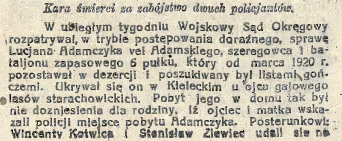 Kara śmierci za zabójstwo dwuch policjantów.
W ubiegłym tygodniu Wojskowy Sąd Okręgowy
rozpatrywał, w trybie postępowania doraźnego, sprawę
Lucjana Adamczyka vel Adamskiego, szeregowca 1 ba-
taljonu zapasowego 6 pułku, który od marca 1920 r.
pozostawał w dezercji i poszukiwany był listami goń-
czemi. Ukrywał się on w Kieleckim u ojca gajowego
lasów starachowickich. Pobyt jego w domu tak był
nie do zniesienia dla rodziny, iż ojciec i matka wska-
zali policji miejsce pobytu Adamczyka. Posterunkowi:
Wincenty Kotwica i Stanisław Ziewiec udali się na